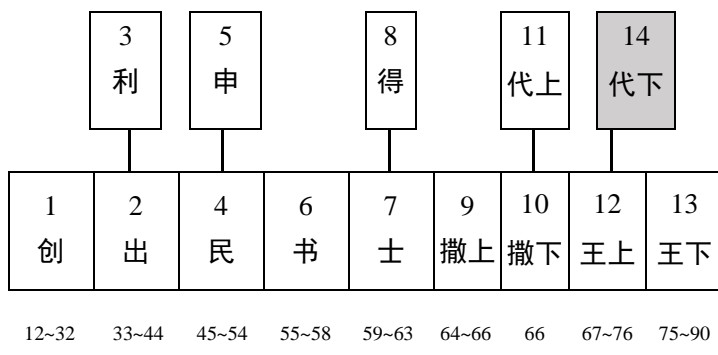 3 5 8 11 14
利 申 得 代上 代下
1 2 4 6 7 9 10 12 13
创 出 民 书 士 撒上 撒下 王上 王下
12~32 33~44 45~54 55~58 59~63 64~66 66 67~76 75~90